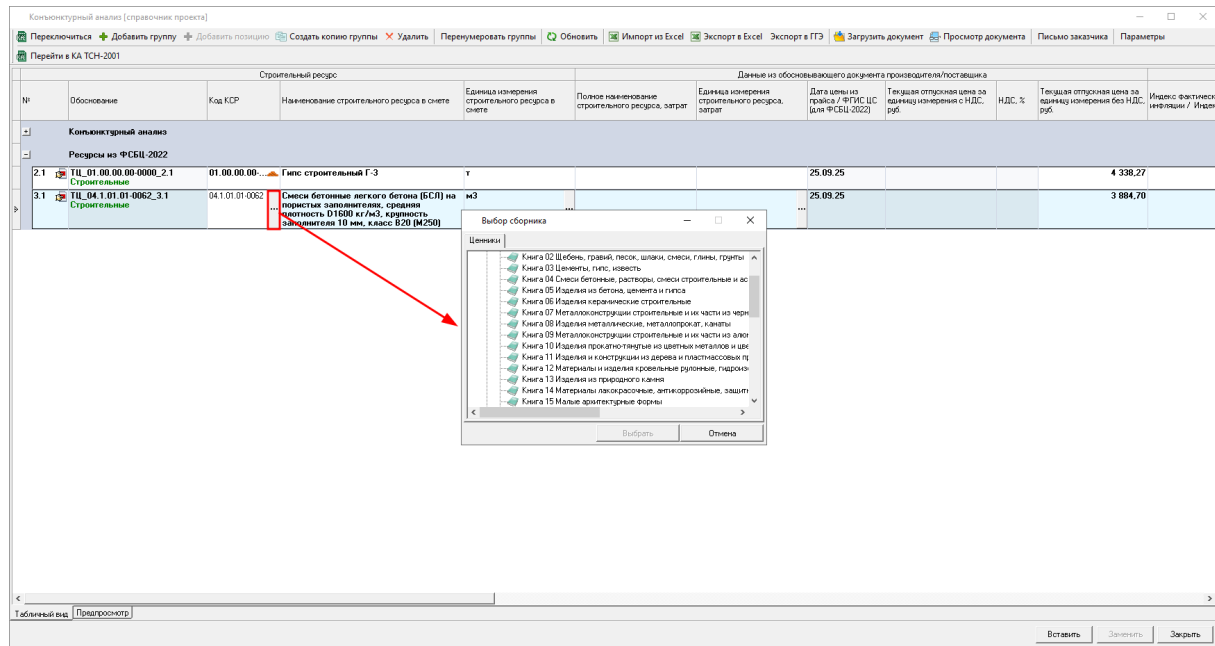 Конъюнктурный анализ [справочник проекта]
Переключиться Добавить группу Добавить позицию Создать копию группы Удалить Перенумеровать группы Обновить Импорт из Excel Экспорт в Excel Экспорт в ГГЭ Загрузить документ Просмотр документа Письмо заказчика Параметры
Перейти в КА ТСН-2001
Строительный ресурс Данные из обосновывающего документа производителя/поставщика
№ Обоснование Код КСР Наименование строительного ресурса в смете
Единица измерения
строительного ресурса в
смете
Полное наименование
строительного ресурса, затрат
Единица измерения
строительного ресурса,
затрат
Дата цены из
прайса / ФГИС ЦС
(для ФСБЦ-2022)
Текущая отпускная цена за
единицу измерения с НДС,
руб.
НДС, %
Текущая отпускная цена за
единицу измерения без НДС,
руб.
Индекс фактическ
инфляции / Индек
Конъюнктурный анализ
Ресурсы из ФСБЦ-2022
2.1 ТЦ_01.00.00.00-0000_2.1 01.00.00.00-... Гипс строительный Г-3 т 25.09.25 4 338,27
Строительные
3.1 ТЦ_04.1.01.01-0062_3.1 04.1.01.01-0062 ... Смеси бетонные легкого бетона (БСЛ) на м3 25.09.25 3 884,70
Строительные пористых заполнителях, средняя
плотность D1600 кг/м3, крупность
заполнителя 10 мм, класс В20 (М250)
... ...
Выбор сборника
Ценники
Книга 02 Щебень, гравий, песок, шлаки, смеси, глины, грунты
Книга 03 Цементы, гипс, известь
Книга 04 Смеси бетонные, растворы, смеси строительные и ас
Книга 05 Изделия из бетона, цемента и гипса
Книга 06 Изделия керамические строительные
Книга 07 Металлоконструкции строительные и их части из черн
Книга 08 Изделия металлические, металлопрокат, канаты
Книга 09 Металлоконструкции строительные и их части из алюм
Книга 10 Изделия прокатно-тянутые из цветных металлов и цве
Книга 11 Изделия и конструкции из дерева и пластмассовых пр
Книга 12 Материалы и изделия кровельные рулонные, гидроиз
Книга 13 Изделия из природного камня
Книга 14 Материалы лакокрасочные, антикоррозийные, защитн
Книга 15 Малые архитектурные формы
Выбрать Отмена
Табличный вид Предпросмотр
Вставить Заменить Закрыть